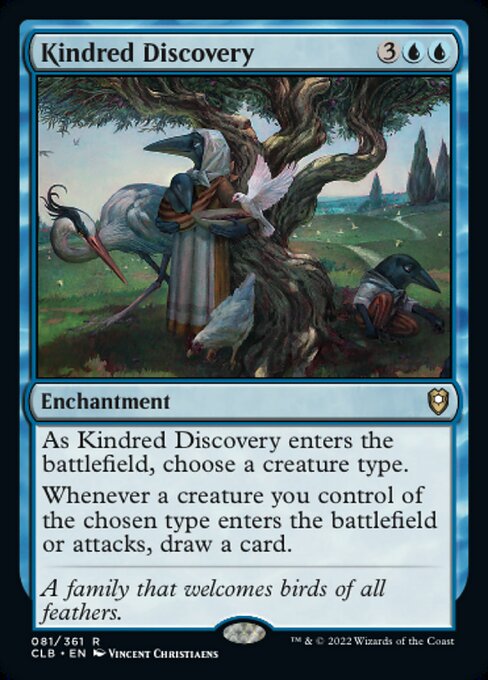 Kindred Discovery 3
Enchantment
As Kindred Discovery enters the
battlefield, choose a creature type.
Whenever a creature you control of
the chosen type enters the battlefield
or attacks, draw a card.
A family that welcomes birds of all
feathers.
081/361 R
™ & © 2022 Wizards of the Coast
CLB • EN Vincent Christiaens